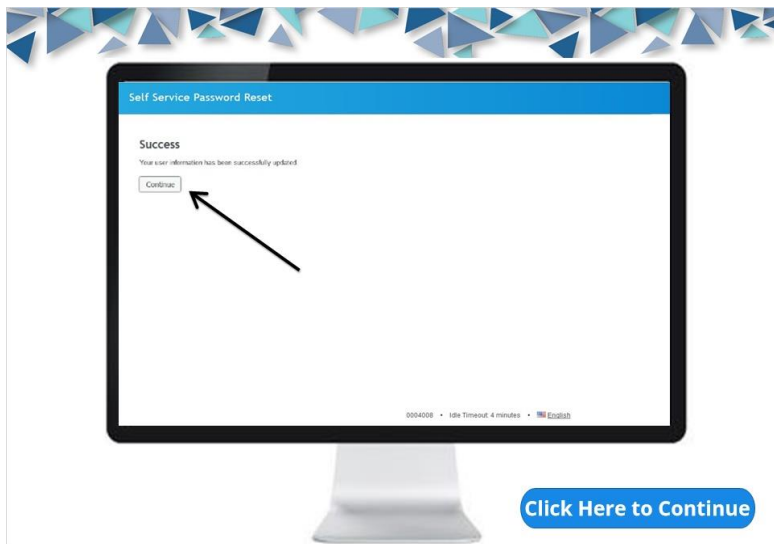 Self Service Password Reset
Success
Your user information has been successfully updated
Continue
0004008 • Idle Timeout: 4 minutes • English
Click Here to Continue